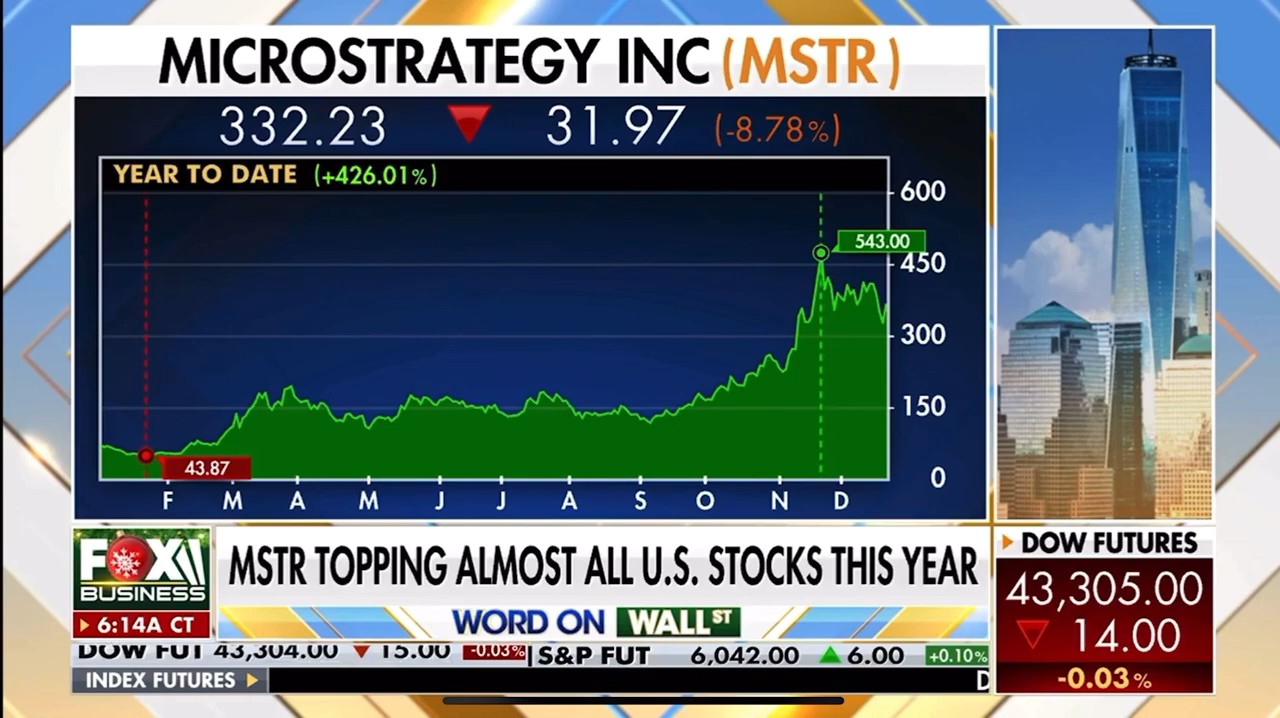 MICROSTRATEGY INC (MSTR)
332.23 ▼ 31.97 (-8.78%)
YEAR TO DATE (+426.01%)
600
543.00
450
300
150
43.87
0
F M A M J J A S O N D
FOX
BUSINESS
6:14A CT
MSTR TOPPING ALMOST ALL U.S. STOCKS THIS YEAR
WORD ON WALL ST
DOW FUTURES
43,305.00
▼ 14.00
-0.03%
DOW FUT 43,304.00 ▼ 15.00 -0.03% S&P FUT 6,042.00 ▲ 6.00 +0.10%
INDEX FUTURES
D